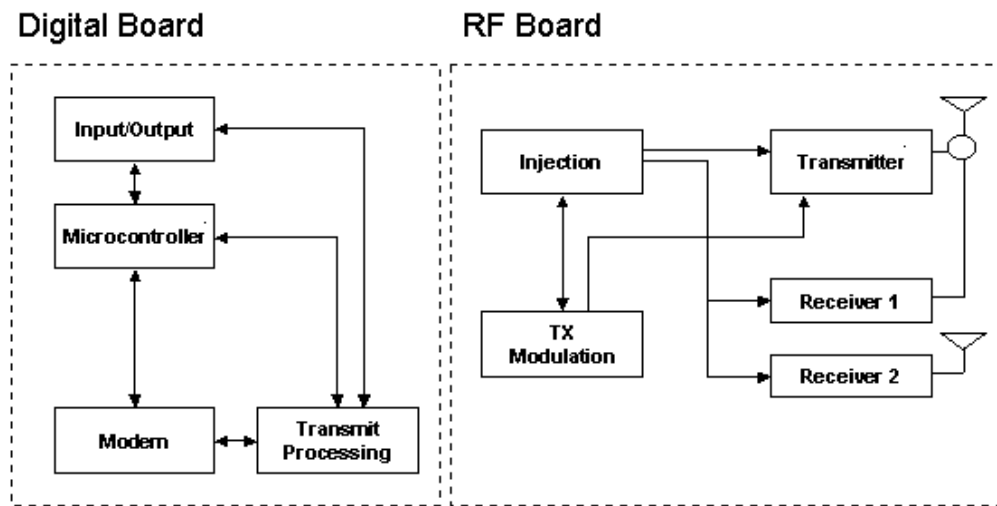 Digital Board
RF Board
Input/Output
Microcontroller
Modem
Transmit
Processing
Injection
TX
Modulation
Transmitter
Receiver 1
Receiver 2